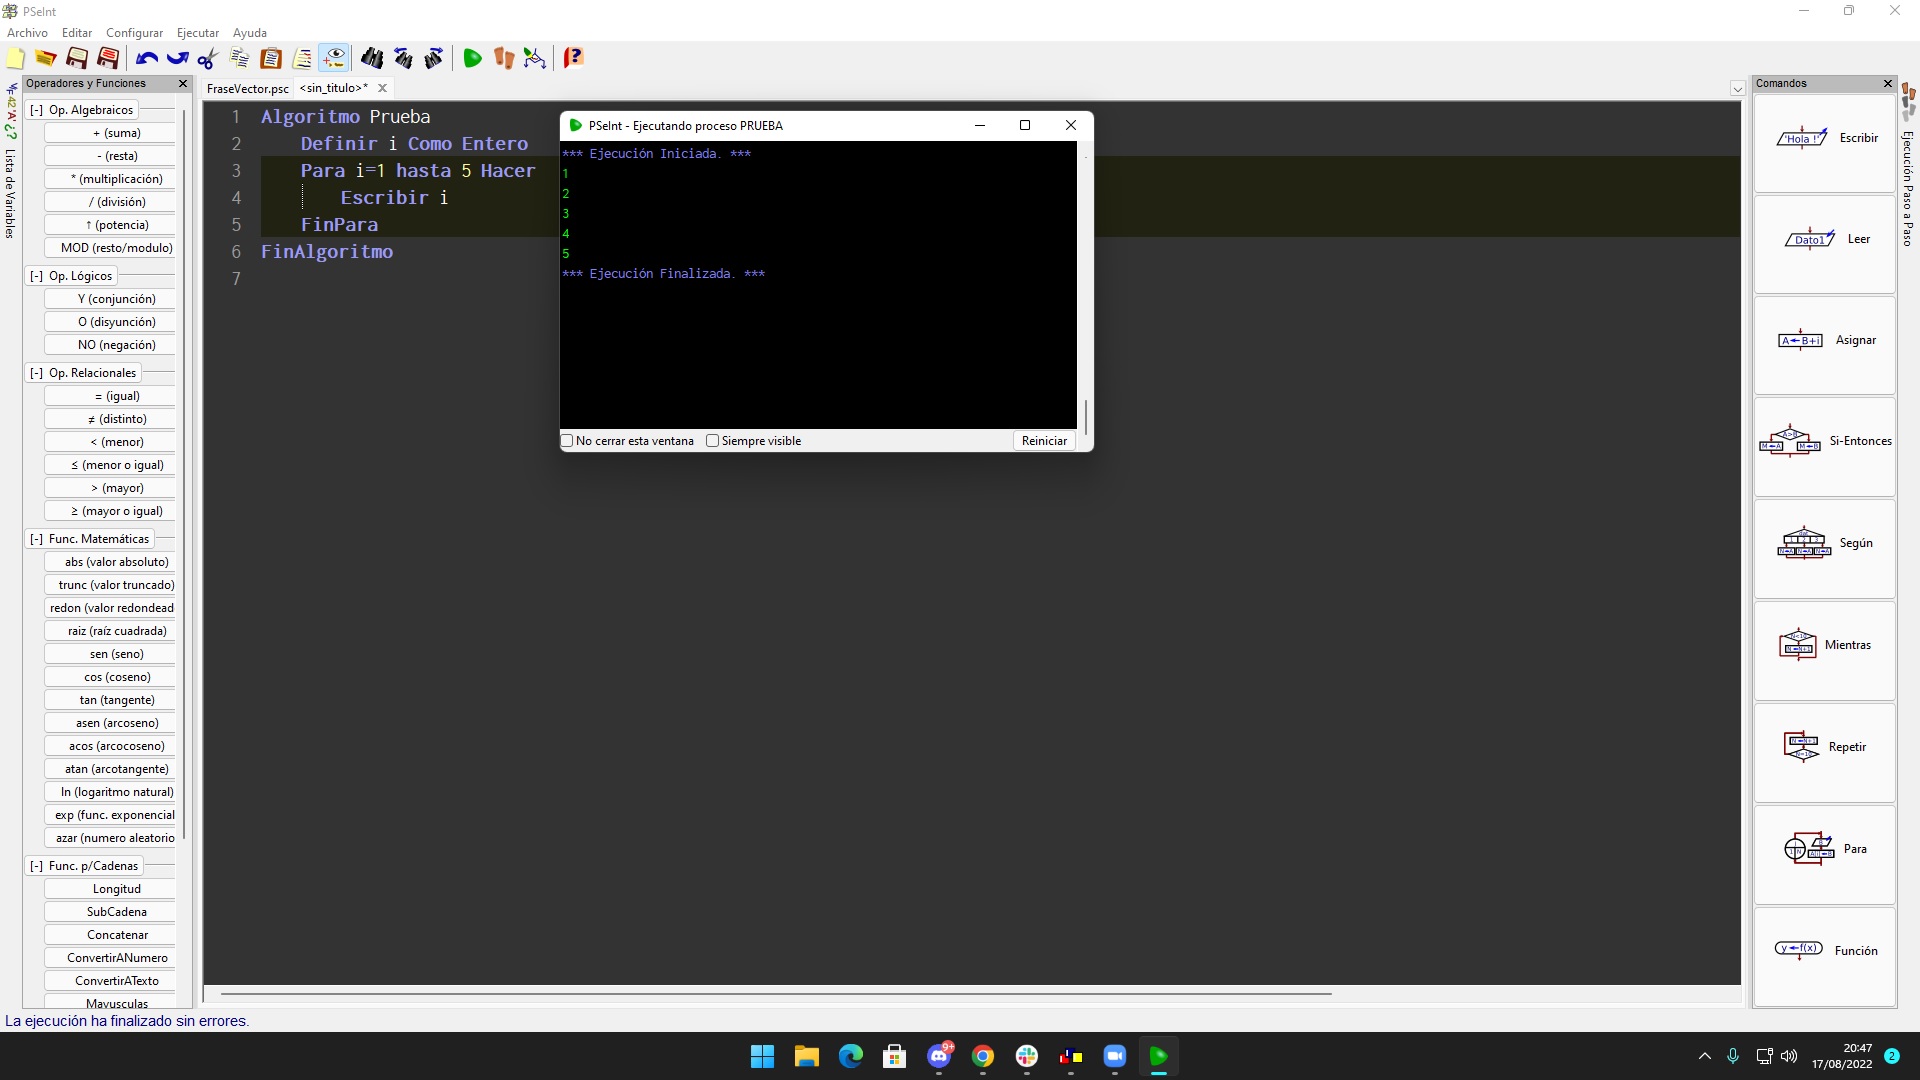 PSeInt
Archivo Editar Configurar Ejecutar Ayuda
Operadores y Funciones
FraseVector.psc <sin_titulo>*
Comandos
Lista de Variables
[-] Op. Algebraicos
+ (suma)
- (resta)
* (multiplicación)
/ (división)
↑ (potencia)
MOD (resto/modulo)
[-] Op. Lógicos
Y (conjunción)
O (disyunción)
NO (negación)
[-] Op. Relacionales
= (igual)
≠ (distinto)
< (menor)
≤ (menor o igual)
> (mayor)
≥ (mayor o igual)
[-] Func. Matemáticas
abs (valor absoluto)
trunc (valor truncado)
redon (valor redondead
raiz (raíz cuadrada)
sen (seno)
cos (coseno)
tan (tangente)
asen (arcoseno)
acos (arcocoseno)
atan (arcotangente)
ln (logaritmo natural)
exp (func. exponencial
azar (numero aleatorio
[-] Func. p/Cadenas
Longitud
SubCadena
Concatenar
ConvertirANumero
ConvertirATexto
Mayusculas
1 Algoritmo Prueba
2 Definir i Como Entero
3 Para i=1 hasta 5 Hacer
4 Escribir i
5 FinPara
6 FinAlgoritmo
7
PSeInt - Ejecutando proceso PRUEBA
*** Ejecución Iniciada. ***
1
2
3
4
5
*** Ejecución Finalizada. ***
No cerrar esta ventana Siempre visible Reiniciar
'Hola !' Escribir
Dato1 Leer
A←B+i Asignar
A>B M←A M←B Si-Entonces
Según
Mientras
Repetir
Para
y←f(x) Función
Ejecución Paso a Paso
La ejecución ha finalizado sin errores.
9+
20:47
17/08/2022
2